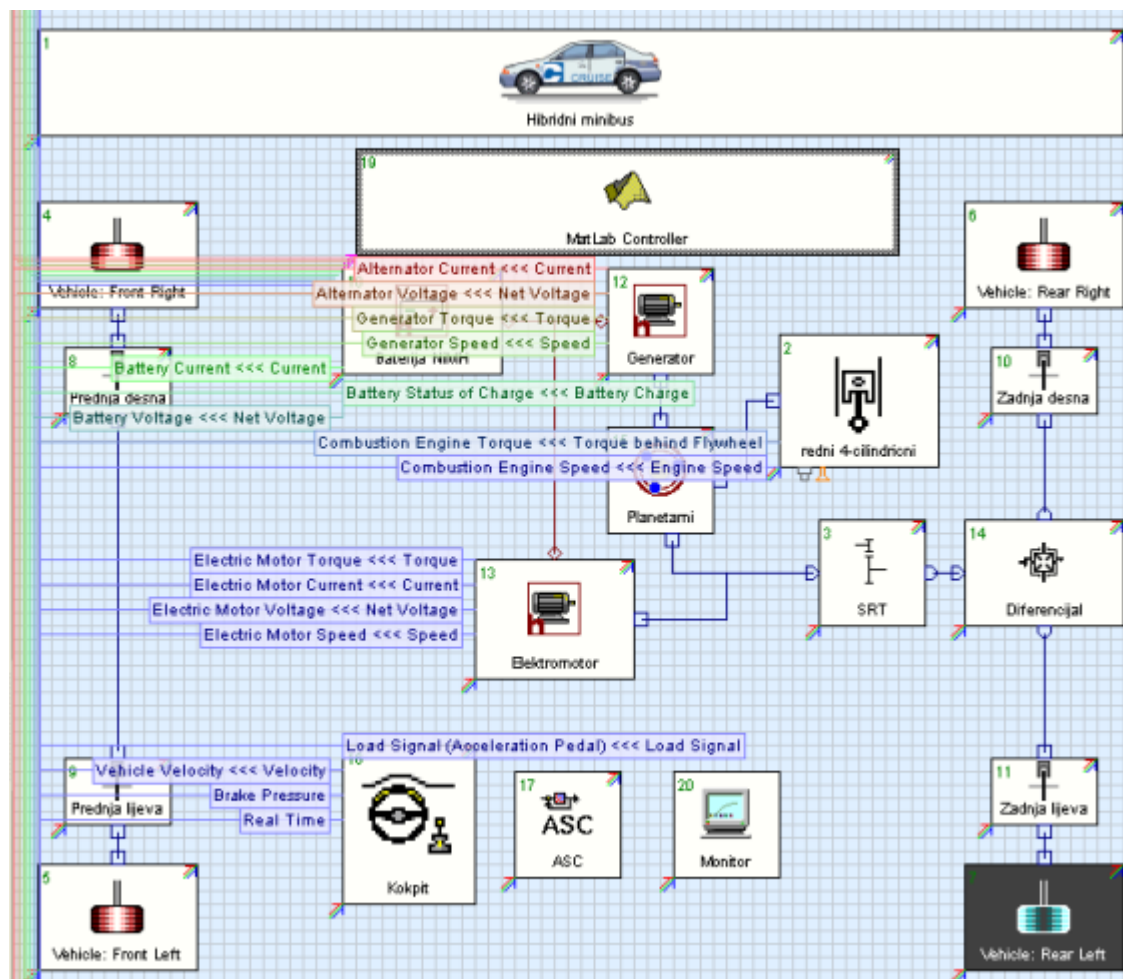 1
CRUISE
Hibridni minibus
19
MatLab Controller
4
Vehicle: Front Right
6
Vehicle: Rear Right
Alternator Current <<< Current
Alternator Voltage <<< Net Voltage
Generator Torque <<< Torque
Generator Speed <<< Speed
Baterija NiMH
12
Generator
8
Prednja desna
Battery Current <<< Current
Battery Status of Charge <<< Battery Charge
Battery Voltage <<< Net Voltage
2
redni 4-cilindricni
10
Zadnja desna
Combustion Engine Torque <<< Torque behind Flywheel
Combustion Engine Speed <<< Engine Speed
Planetarni
3
SRT
14
Diferencijal
Electric Motor Torque <<< Torque
Electric Motor Current <<< Current
Electric Motor Voltage <<< Net Voltage
Electric Motor Speed <<< Speed
13
Elektromotor
Load Signal (Acceleration Pedal) <<< Load Signal
Vehicle Velocity <<< Velocity
Brake Pressure
Real Time
9
Prednja lijeva
Kokpit
17
ASC
ASC
20
Monitor
11
Zadnja lijeva
5
Vehicle: Front Left
Vehicle: Rear Left